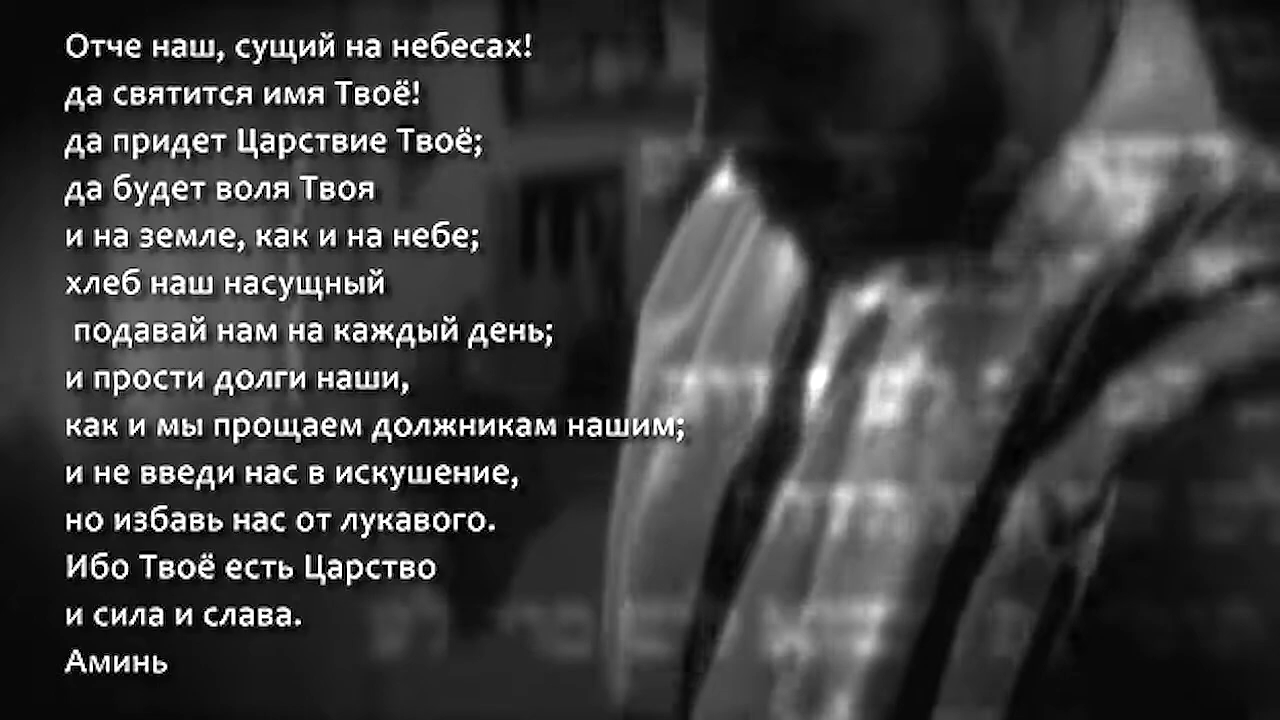 Отче наш, сущий на небесах!
да святится имя Твоё!
да придет Царствие Твоё;
да будет воля Твоя
и на земле, как и на небе;
хлеб наш насущный
подавай нам на каждый день;
и прости долги наши,
как и мы прощаем должникам нашим;
и не введи нас в искушение,
но избавь нас от лукавого.
Ибо Твоё есть Царство
и сила и слава.
Аминь